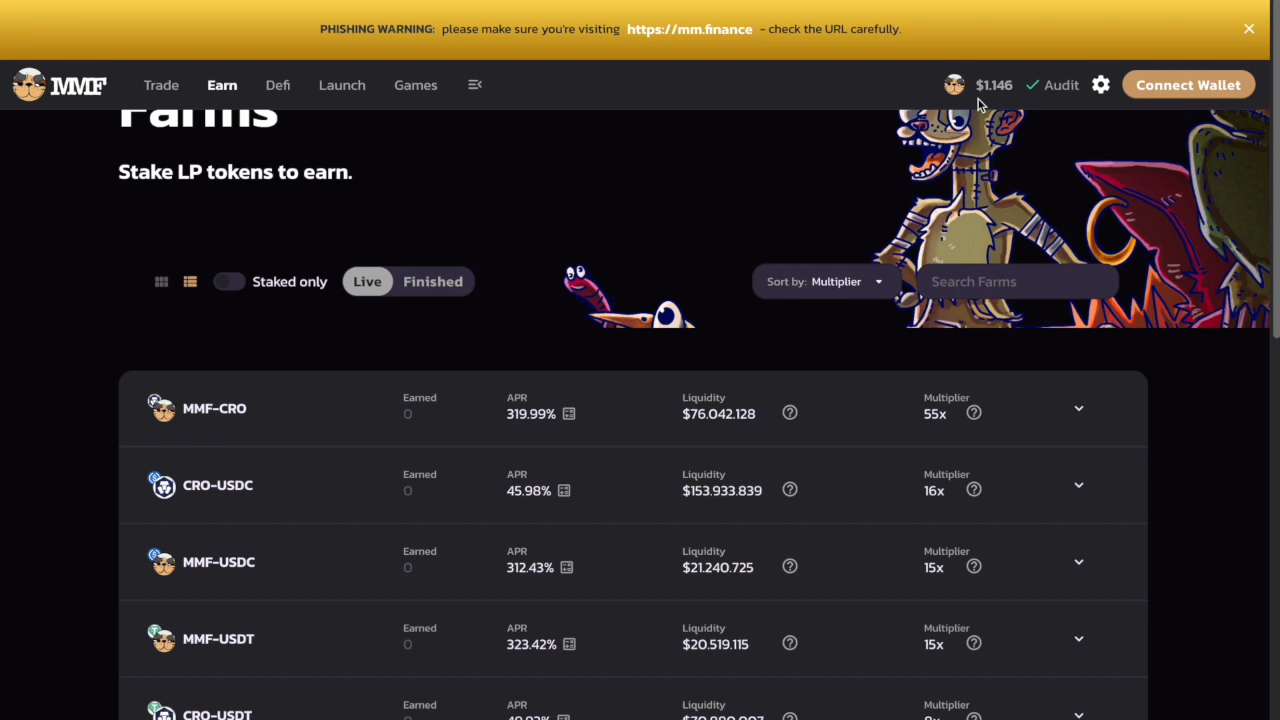 PHISHING WARNING: please make sure you're visiting https://mm.finance - check the URL carefully.
MMF Trade Earn Defi Launch Games $1.146 Audit Connect Wallet
Farms
Stake LP tokens to earn.
Staked only Live Finished Sort by: Multiplier Search Farms
Earned APR Liquidity Multiplier
MMF-CRO 0 319.99% $76.042.128 55x
Earned APR Liquidity Multiplier
CRO-USDC 0 45.98% $153.933.839 16x
Earned APR Liquidity Multiplier
MMF-USDC 0 312.43% $21.240.725 15x
Earned APR Liquidity Multiplier
MMF-USDT 0 323.42% $20.519.115 15x
Earned APR Liquidity Multiplier
CRO-USDT